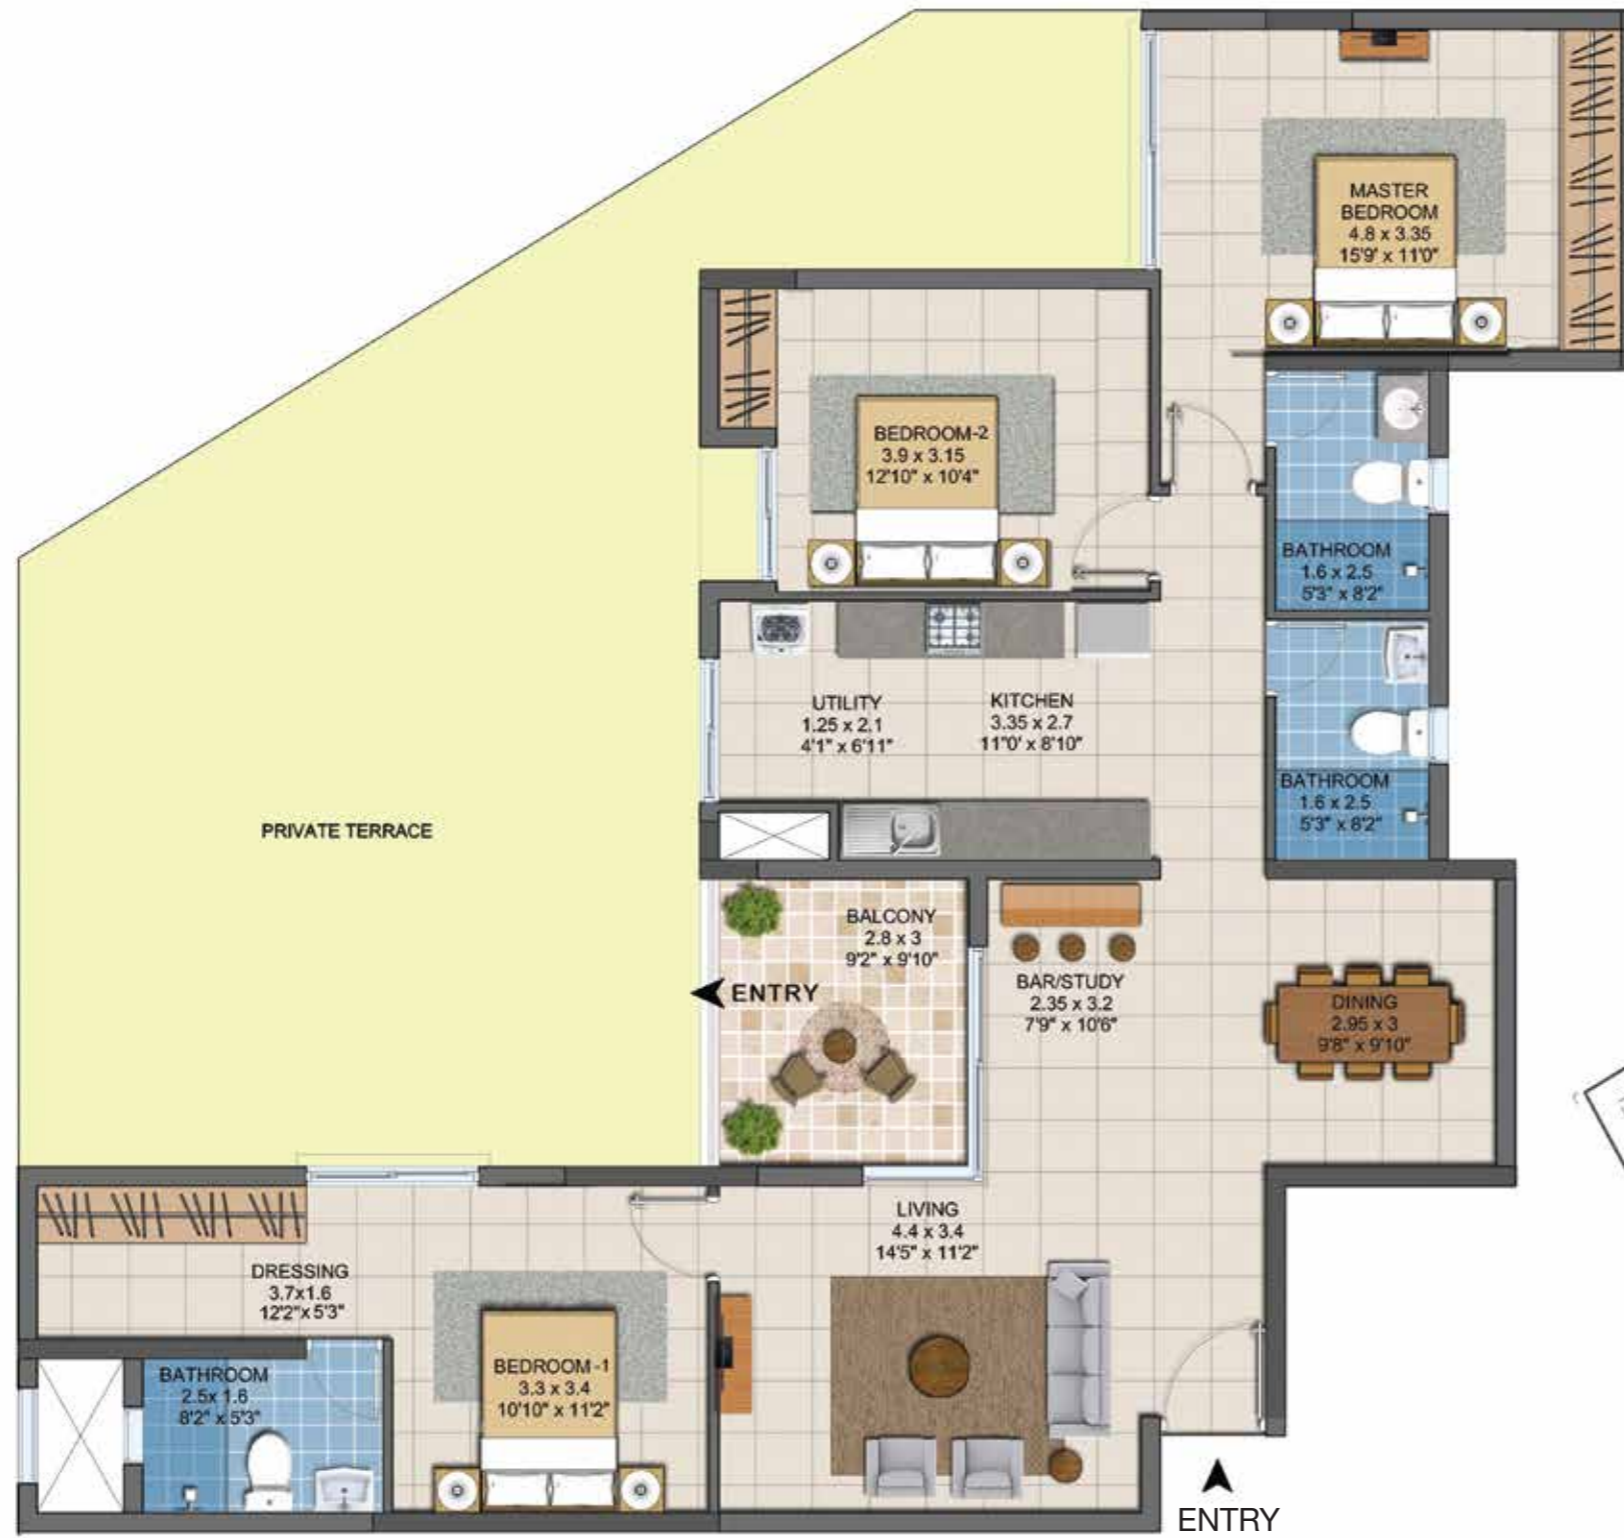 MASTER
BEDROOM
4.8 x 3.35
15'9" x 11'0"
BEDROOM-2
3.9 x 3.15
12'10" x 10'4"
BATHROOM
1.6 x 2.5
5'3" x 8'2"
UTILITY
1.25 x 2.1
4'1" x 6'11"
KITCHEN
3.35 x 2.7
11"0' x 8'10"
BATHROOM
1.6 x 2.5
5'3" x 8'2"
PRIVATE TERRACE
BALCONY
2.8 x 3
9'2" x 9'10"
ENTRY
BAR/STUDY
2.35 x 3.2
7'9" x 10'6"
DINING
2.95 x 3
9'8" x 9'10"
LIVING
4.4 x 3.4
14'5" x 11'2"
DRESSING
3.7x1.6
12'2"x 5'3"
BATHROOM
2.5x 1.6
8'2" x 5'3"
BEDROOM -1
3.3 x 3.4
10'10" x 11'2"
ENTRY